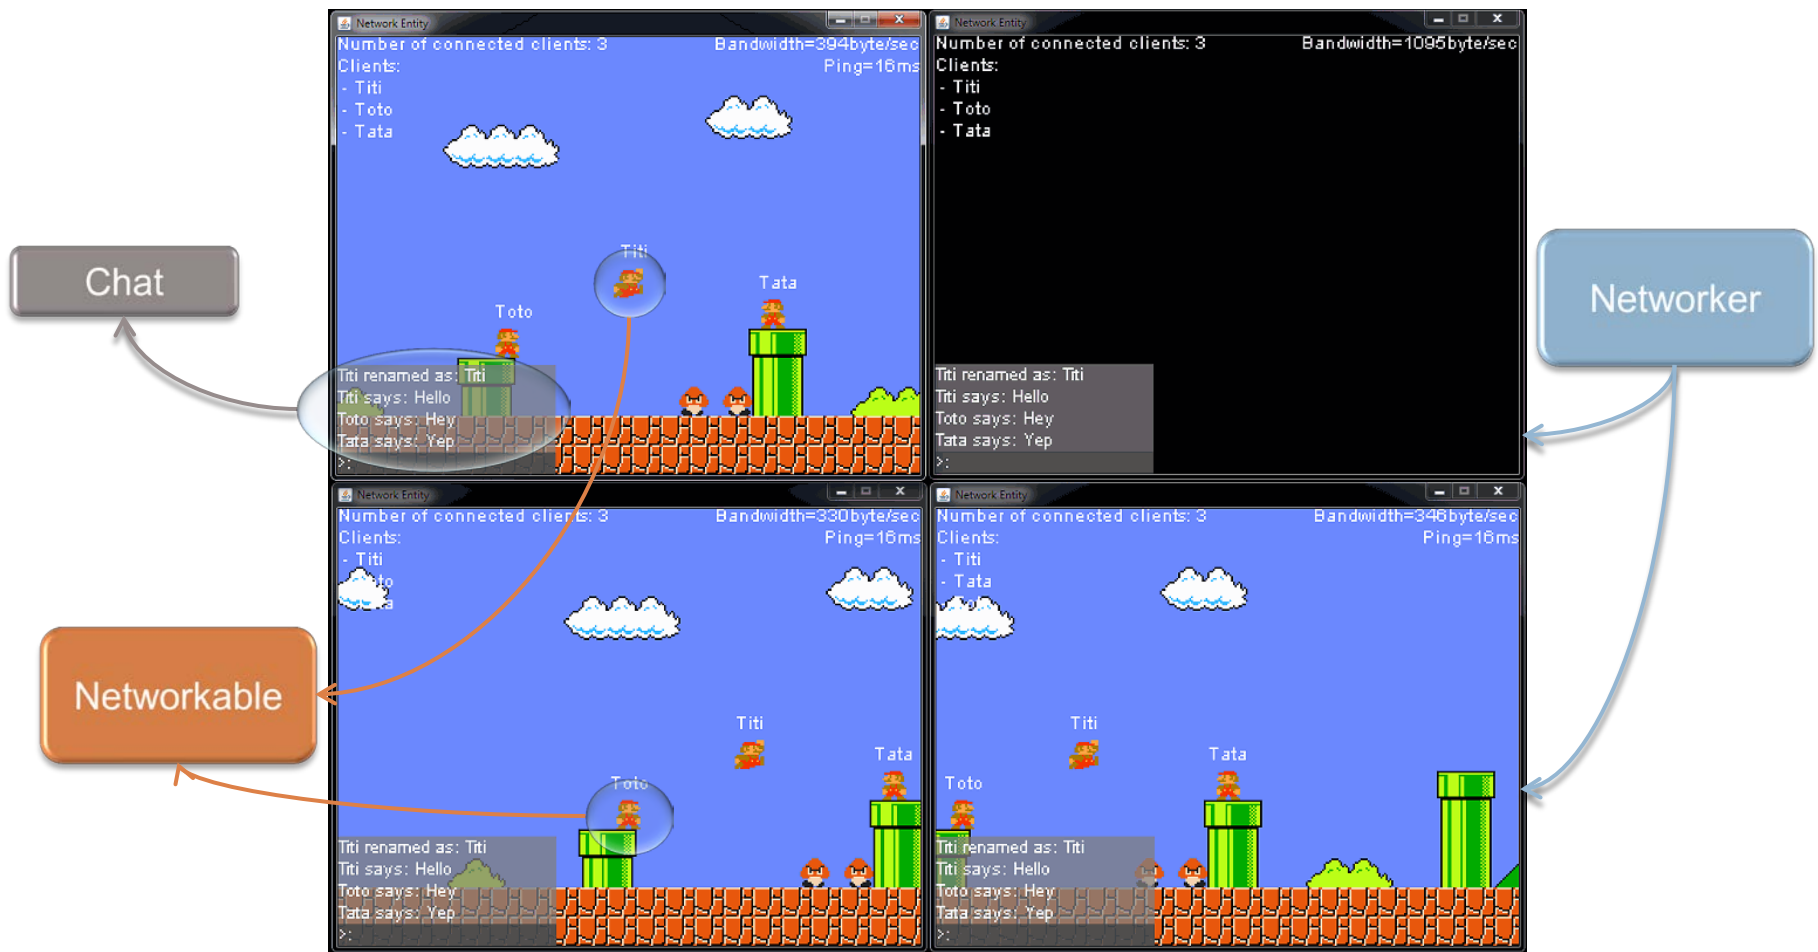 Network Entity
Number of connected clients: 3
Bandwidth=394byte/sec
Clients:
Ping=16ms
- Titi
- Toto
- Tata
Titi
Tata
Toto
Titi renamed as: Titi
Titi says: Hello
Toto says: Hey
Tata says: Yep
>:
Network Entity
Number of connected clients: 3
Bandwidth=1095byte/sec
Clients:
- Titi
- Toto
- Tata
Titi renamed as: Titi
Titi says: Hello
Toto says: Hey
Tata says: Yep
>:
Chat
Networker
Networkable
Network Entity
Number of connected clients: 3
Bandwidth=330byte/sec
Clients:
Ping=16ms
- Titi
Titi
Tata
Toto
Titi renamed as: Titi
Titi says: Hello
Toto says: Hey
Tata says: Yep
>:
Network Entity
Number of connected clients: 3
Bandwidth=346byte/sec
Clients:
Ping=16ms
- Titi
- Tata
Titi
Tata
Toto
Titi renamed as: Titi
Titi says: Hello
Toto says: Hey
Tata says: Yep
>: